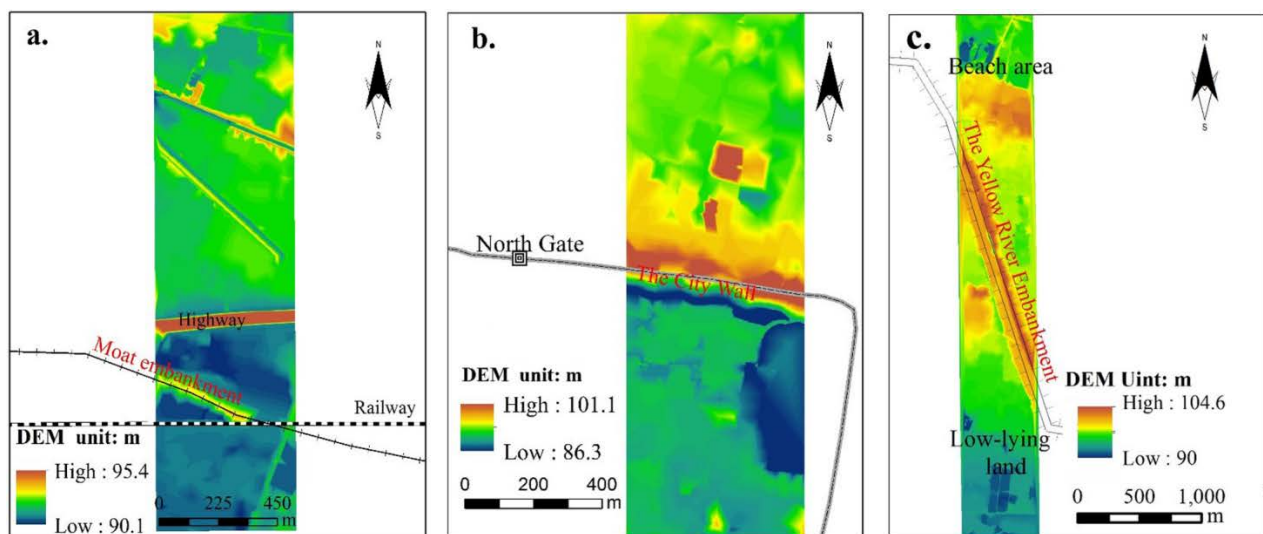 a.
N
S
Highway
Moat embankment
Railway
DEM unit: m
High : 95.4
Low : 90.1
0 225 450
m
b.
N
S
North Gate
The City Wall
DEM unit: m
High : 101.1
Low : 86.3
0 200 400
m
c.
N
S
Beach area
The Yellow River Embankment
DEM Uint: m
High : 104.6
Low : 90
Low-lying
land
0 500 1,000
m